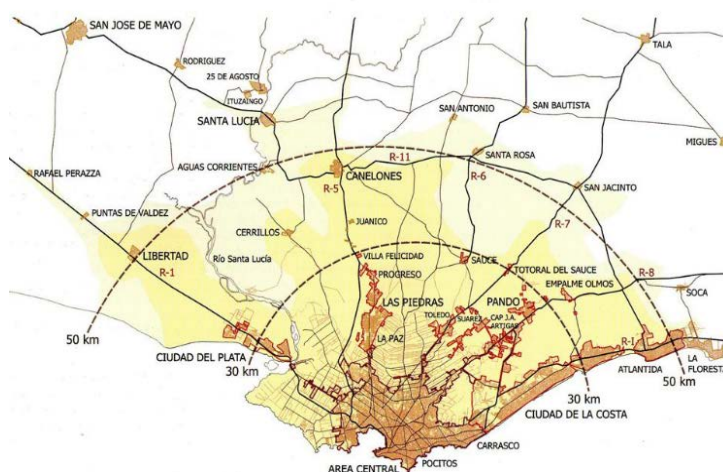 SAN JOSE DE MAYO
RODRIGUEZ
25 DE AGOSTO
ITUZAINGO
SANTA LUCIA
TALA
SAN ANTONIO
SAN BAUTISTA
MIGUES
RAFAEL PERAZZA
AGUAS CORRIENTES
R-11
CANELONES
R-5
SANTA ROSA
R-6
SAN JACINTO
PUNTAS DE VALDEZ
JUANICO
R-7
CERRILLOS
LIBERTAD
R-1
Río Santa Lucía
VILLA FELICIDAD
SAUCE
PROGRESO
TOTORAL DEL SAUCE
EMPALME OLMOS
R-8
SOCA
LAS PIEDRAS
PANDO
TOLEDO
SUAREZ
CAP. J.A.
ARTIGAS
LA PAZ
50 km
CIUDAD DEL PLATA
30 km
R-1
ATLANTIDA
LA
FLORESTA
50 km
30 km
CIUDAD DE LA COSTA
CARRASCO
POCITOS
AREA CENTRAL